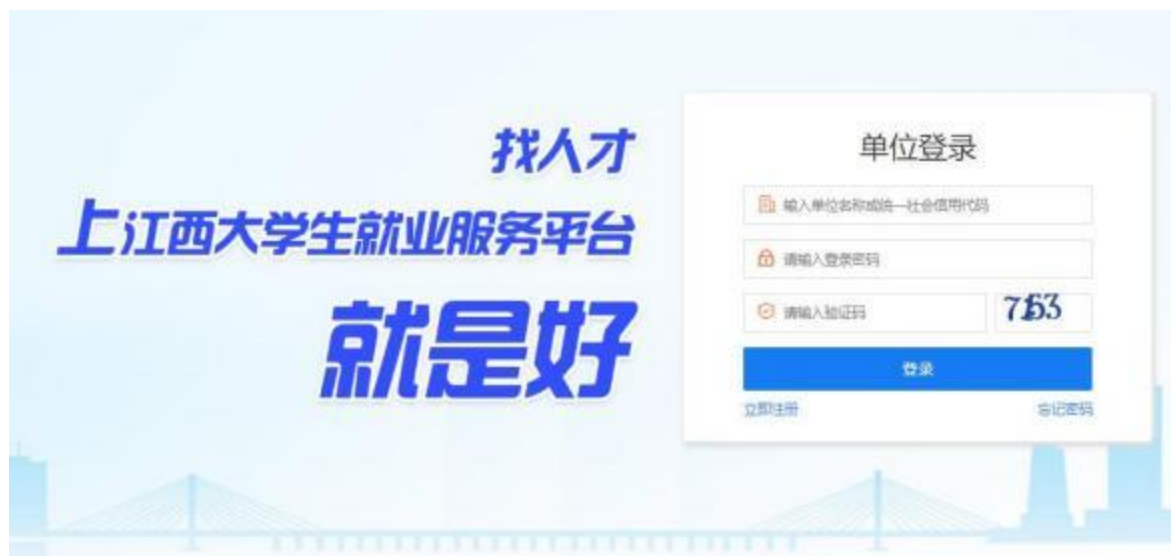 找人才
上江西大学生就业服务平台
就是好
单位登录
输入单位名称或统一社会信用代码
请输入登录密码
请输入验证码
登录
立即注册
忘记密码